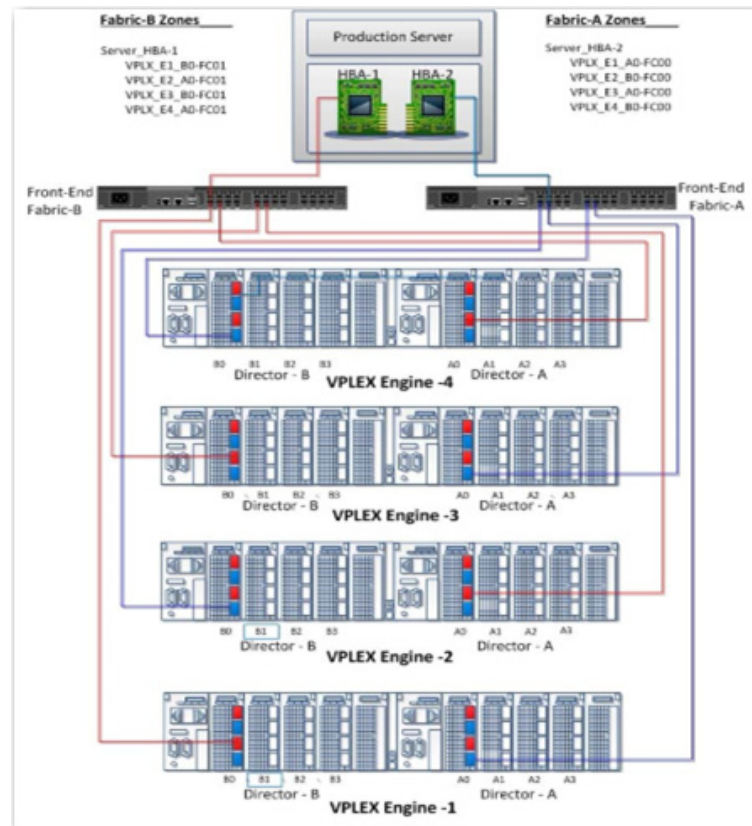 Fabric-B Zones____
Server_HBA-1
VPLX_E1_B0-FC01
VPLX_E2_A0-FC01
VPLX_E3_B0-FC01
VPLX_E4_A0-FC01
Production Server
HBA-1 HBA-2
Fabric-A Zones____
Server_HBA-2
VPLX_E1_A0-FC00
VPLX_E2_B0-FC00
VPLX_E3_A0-FC00
VPLX_E4_B0-FC00
Front-End
Fabric-B
Front-End
Fabric-A
B0 B1 B2 B3 A0 A1 A2 A3
Director - B Director - A
VPLEX Engine -4
B0 B1 B2 B3 A0 A1 A2 A3
Director - B Director - A
VPLEX Engine -3
B0 B1 B2 B3 A0 A1 A2 A3
Director - B Director - A
VPLEX Engine -2
B0 B1 B2 B3 A0 A1 A2 A3
Director - B Director - A
VPLEX Engine -1